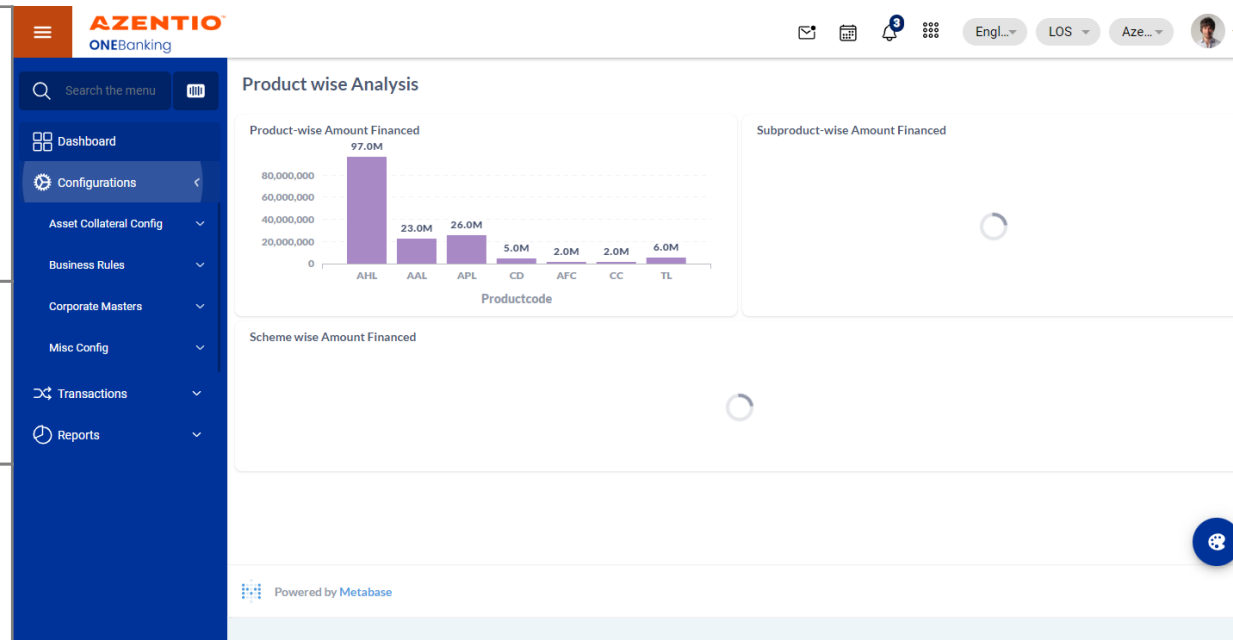 AZENTIO
ONEBanking
3
Engl...
LOS
Aze...
Search the menu
Dashboard
Configurations
Asset Collateral Config
Business Rules
Corporate Masters
Misc Config
Transactions
Reports
Product wise Analysis
Product-wise Amount Financed
97.0M
80,000,000
60,000,000
40,000,000
20,000,000
0
23.0M
26.0M
5.0M
2.0M
2.0M
6.0M
AHL AAL APL CD AFC CC TL
Productcode
Subproduct-wise Amount Financed
Scheme wise Amount Financed
Powered by Metabase